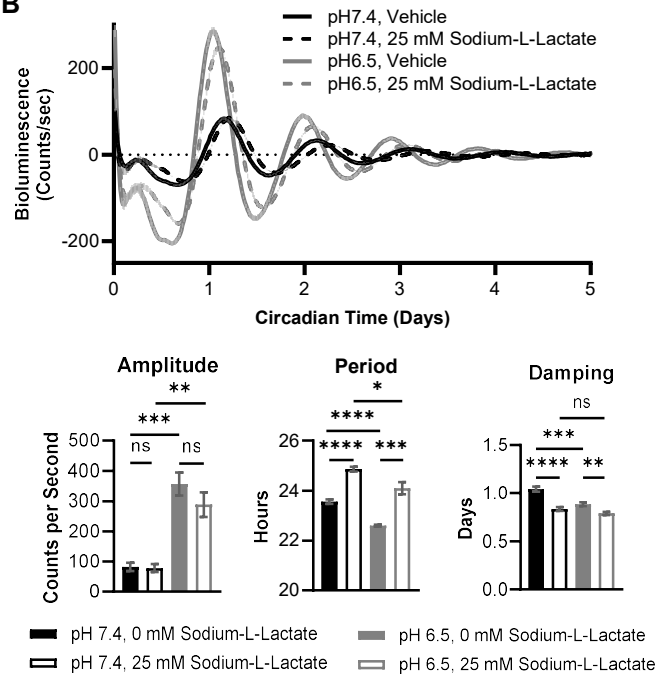 B
pH7.4, Vehicle
pH7.4, 25 mM Sodium-L-Lactate
pH6.5, Vehicle
pH6.5, 25 mM Sodium-L-Lactate
Bioluminescence
(Counts/sec)
200
0
-200
0 1 2 3 4 5
Circadian Time (Days)
Amplitude
**
***
ns ns
Counts per Second
500
400
300
200
100
0
Period
*
****
**** ***
Hours
26
24
22
20
Damping
ns
***
**** **
Days
1.5
1.0
0.5
0.0
pH 7.4, 0 mM Sodium-L-Lactate
pH 6.5, 0 mM Sodium-L-Lactate
pH 7.4, 25 mM Sodium-L-Lactate
pH 6.5, 25 mM Sodium-L-Lactate